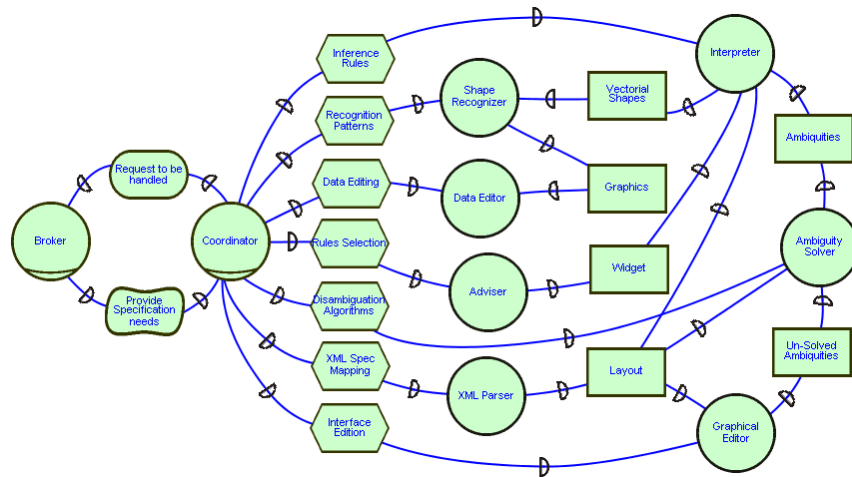 Inference
Rules
Interpreter
Shape
Recognizer
Vectorial
Shapes
Recognition
Patterns
Ambiquities
Request to be
handled
Data Editing
Data Editor
Graphics
Broker
Coordinator
Rules Selection
Ambiguity
Solver
Adviser
Widget
Provide
Specification
needs
Disambiguation
Algorithms
XML Spec
Mapping
XML Parser
Layout
Un-Solved
Ambiquities
Interface
Edition
Graphical
Editor